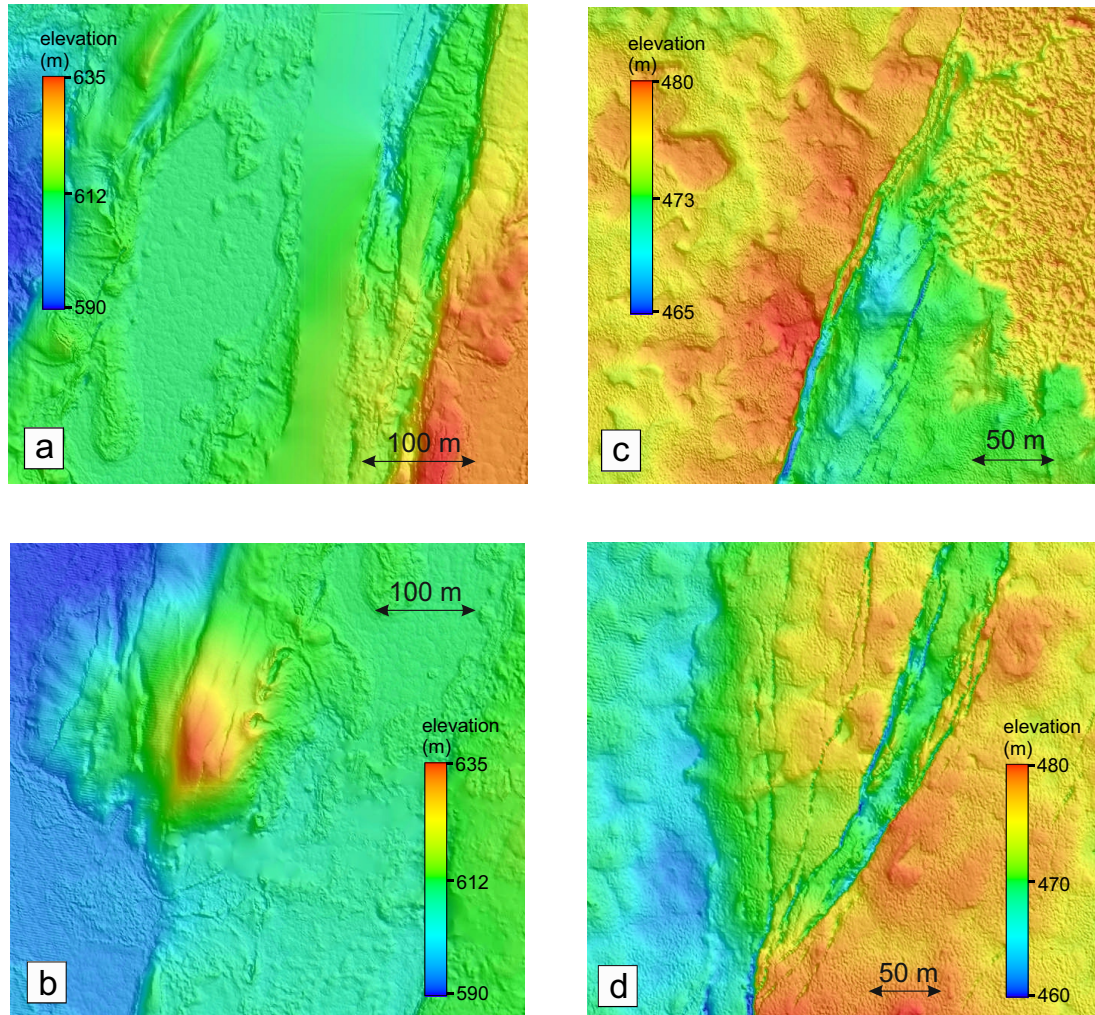 elevation
(m)
635
612
590
a
100 m
elevation
(m)
480
473
465
c
50 m
100 m
elevation
(m)
635
612
590
b
elevation
(m)
480
470
460
50 m
d